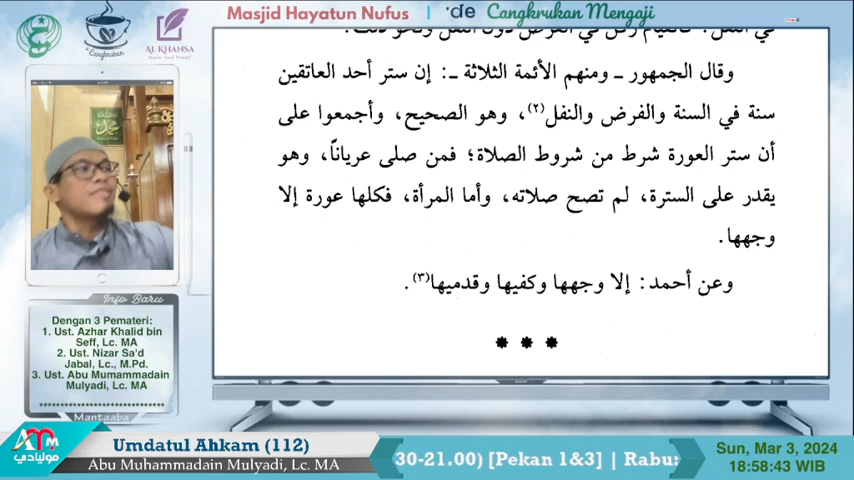 Masjid Hayatun Nufus | Cangkrukan Mengaji
Cangkrukan
AL KHANSA
وقال الجمهور ـ ومنهم الأئمة الثلاثة ـ: إن ستر أحد العاتقين
سنة في السنة والفرض والنفل(٢)، وهو الصحيح، وأجمعوا على
أن ستر العورة شرط من شروط الصلاة؛ فمن صلى عرياناً، وهو
يقدر على السترة، لم تصح صلاته، وأما المرأة، فكلها عورة إلا
وجهها.
وعن أحمد: إلا وجهها وكفيها وقدميها(٣).
Info Baru
Dengan 3 Pemateri:
1. Ust. Azhar Khalid bin
Seff, Lc. MA
2. Ust. Nizar Sa'd
Jabal, Lc., M.Pd.
3. Ust. Abu Mumammadain
Mulyadi, Lc. MA
******************************
Mantaaba
موليادي
Umdatul Ahkam (112)
Abu Muhammadain Mulyadi, Lc. MA
30-21.00) [Pekan 1&3] | Rabu:
Sun, Mar 3, 2024
18:58:43 WIB